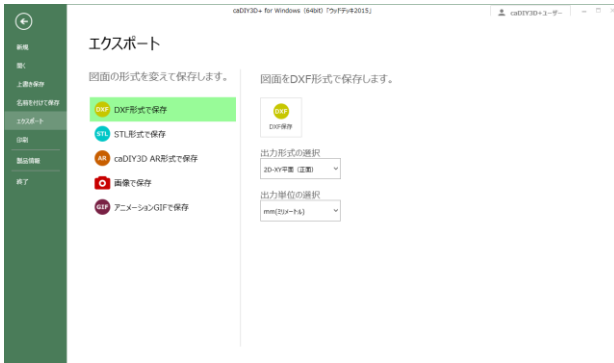 caDIY3D+ for Windows (64bit) 「ウッドデッキ2015」
caDIY3D+ユーザー
新規
開く
上書き保存
名前を付けて保存
エクスポート
印刷
製品情報
終了
エクスポート
図面の形式を変えて保存します。
DXF DXF形式で保存
STL STL形式で保存
AR caDIY3D AR形式で保存
画像で保存
GIF アニメーションGIFで保存
図面をDXF形式で保存します。
DXF
DXF保存
出力形式の選択
2D-XY平面 (正面)
出力単位の選択
mm(ミリメートル)